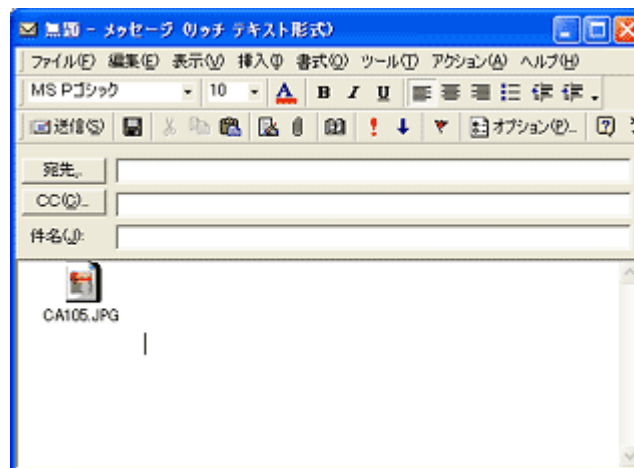 無題 - メッセージ (リッチ テキスト形式)
ファイル(F) 編集(E) 表示(V) 挿入(I) 書式(O) ツール(T) アクション(A) ヘルプ(H)
MS Pゴシック 10 A B I U
送信(S) オプション(P)...
宛先...
CC(C)...
件名(J):
CA105.JPG